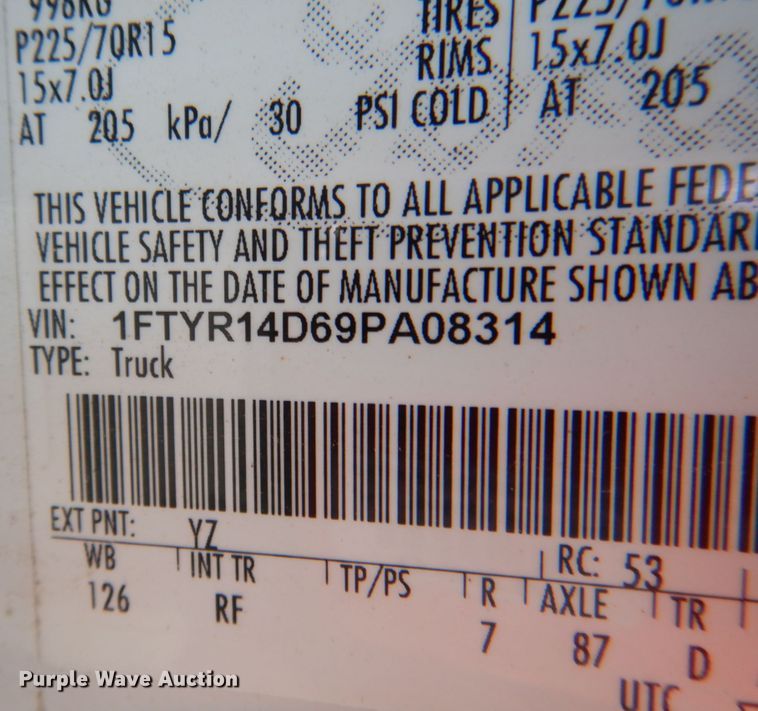 998KG TIRES
P225/70R15 RIMS 15x7.0J
15x7.0J
AT 205 kPa/ 30 PSI COLD AT 205
THIS VEHICLE CONFORMS TO ALL APPLICABLE FEDE
VEHICLE SAFETY AND THEFT PREVENTION STANDAR
EFFECT ON THE DATE OF MANUFACTURE SHOWN AB
VIN: 1FTYR14D69PA08314
TYPE: Truck
EXT PNT: YZ RC: 53
WB INT TR TP/PS R AXLE TR
126 RF 7 87 D
UTC
Purple Wave Auction